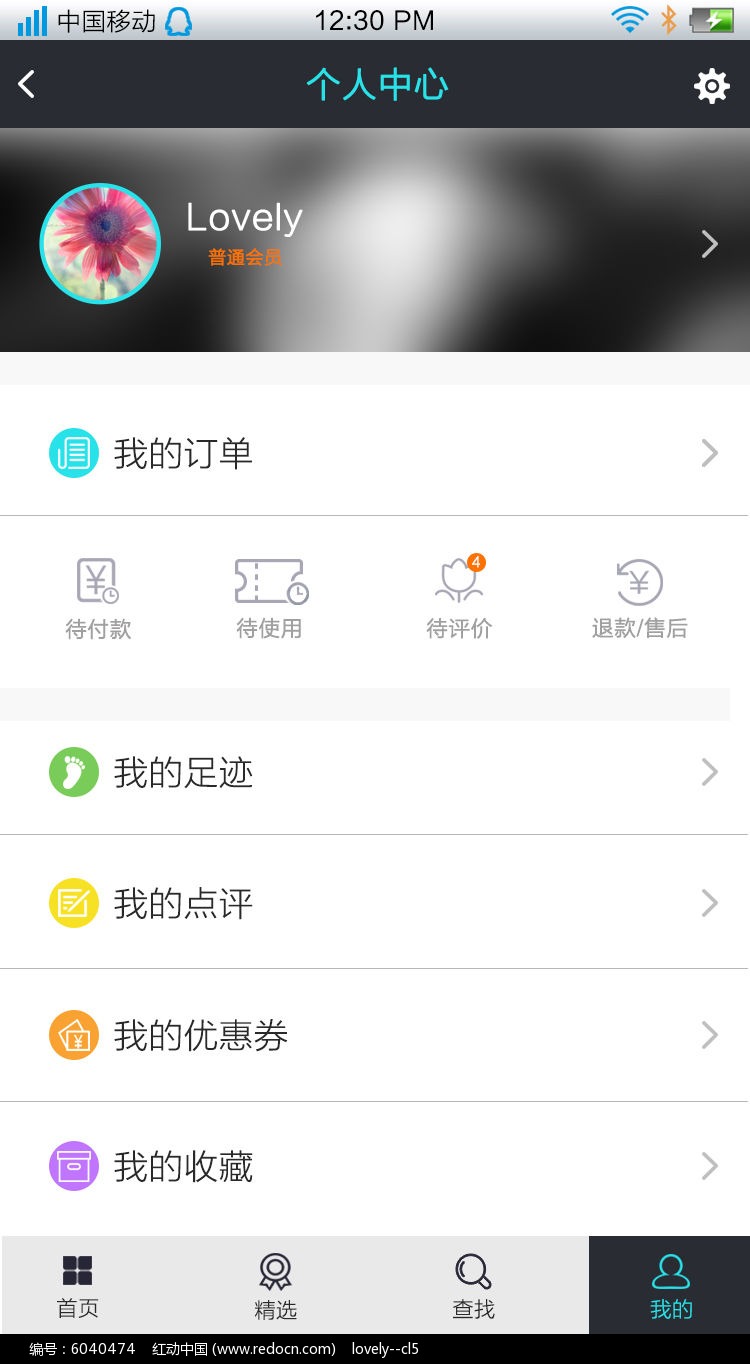 中国移动 12:30 PM
个人中心
Lovely
普通会员
我的订单
4
待付款 待使用 待评价 退款/售后
我的足迹
我的点评
我的优惠券
我的收藏
首页 精选 查找 我的
编号:6040474 红动中国 (www.redocn.com) lovely--cl5